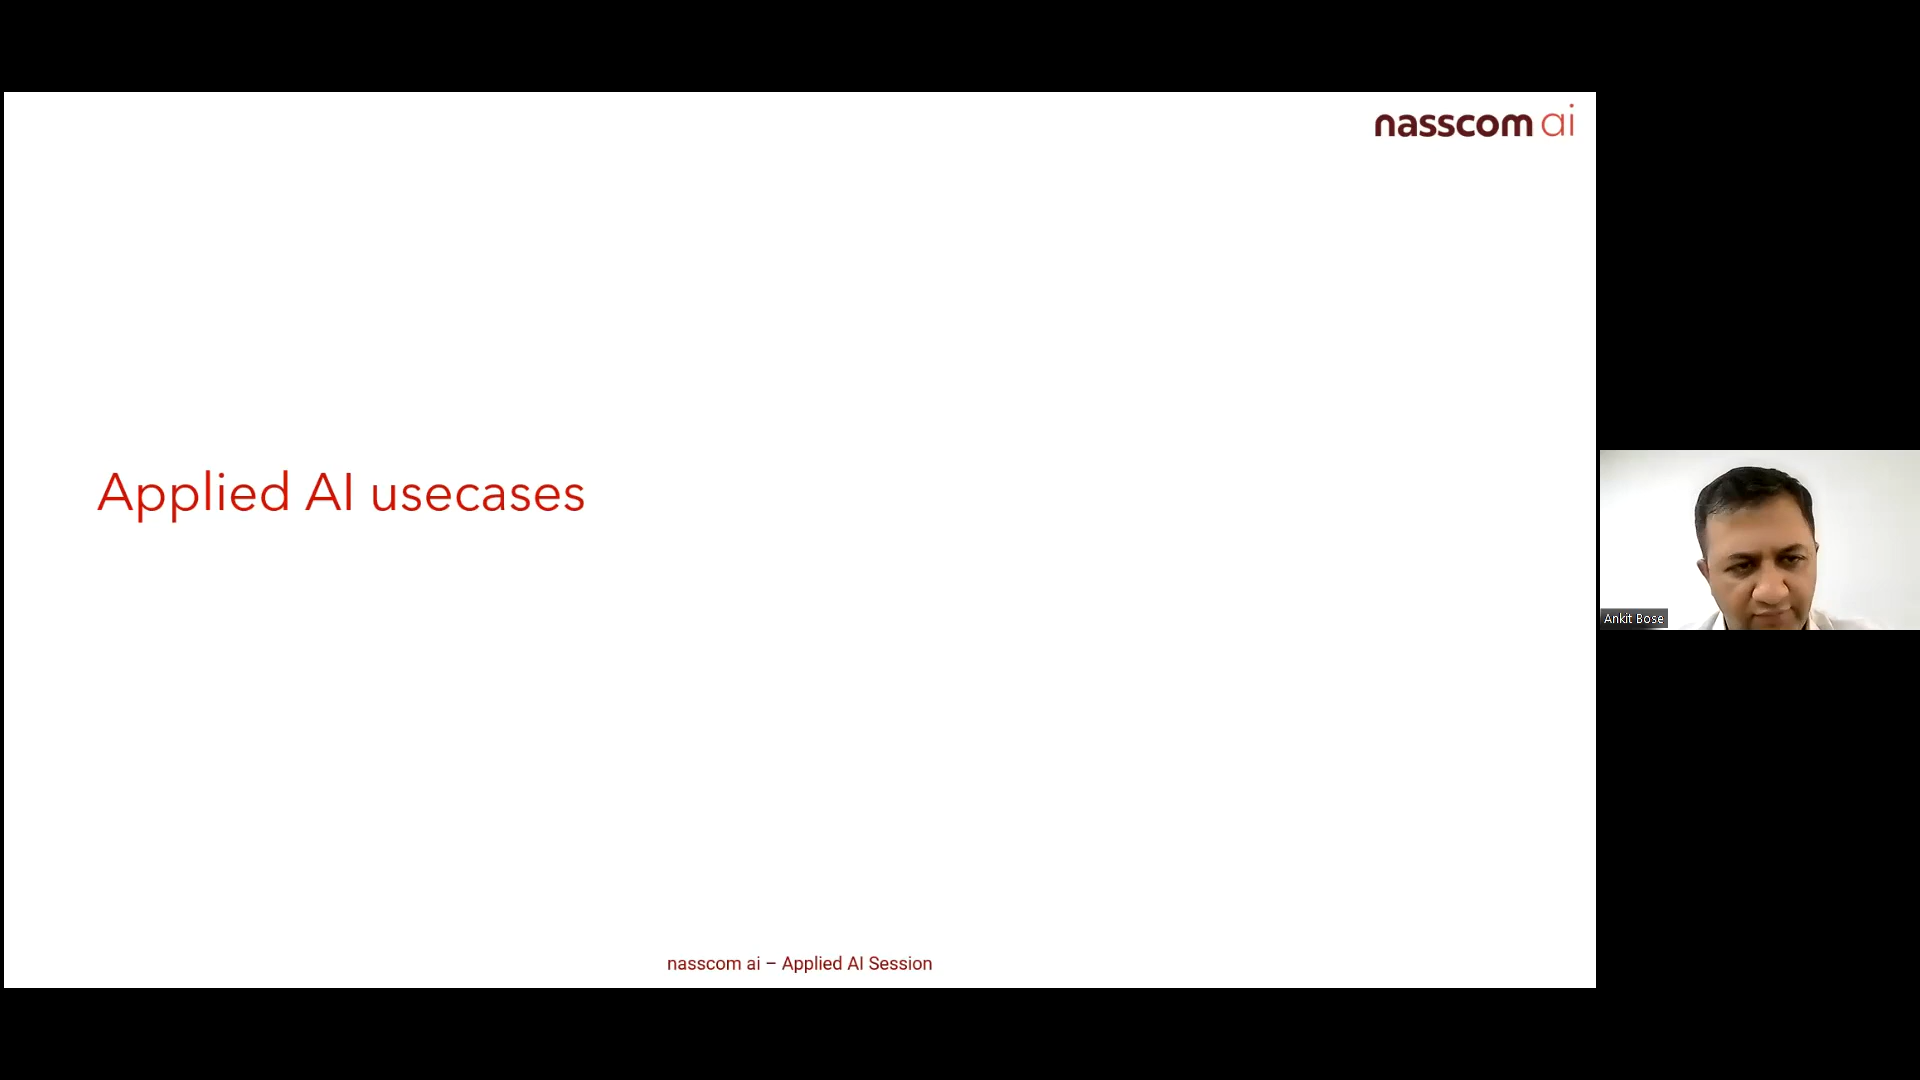 nasscom ai
Applied AI usecases
Ankit Bose
nasscom ai – Applied AI Session